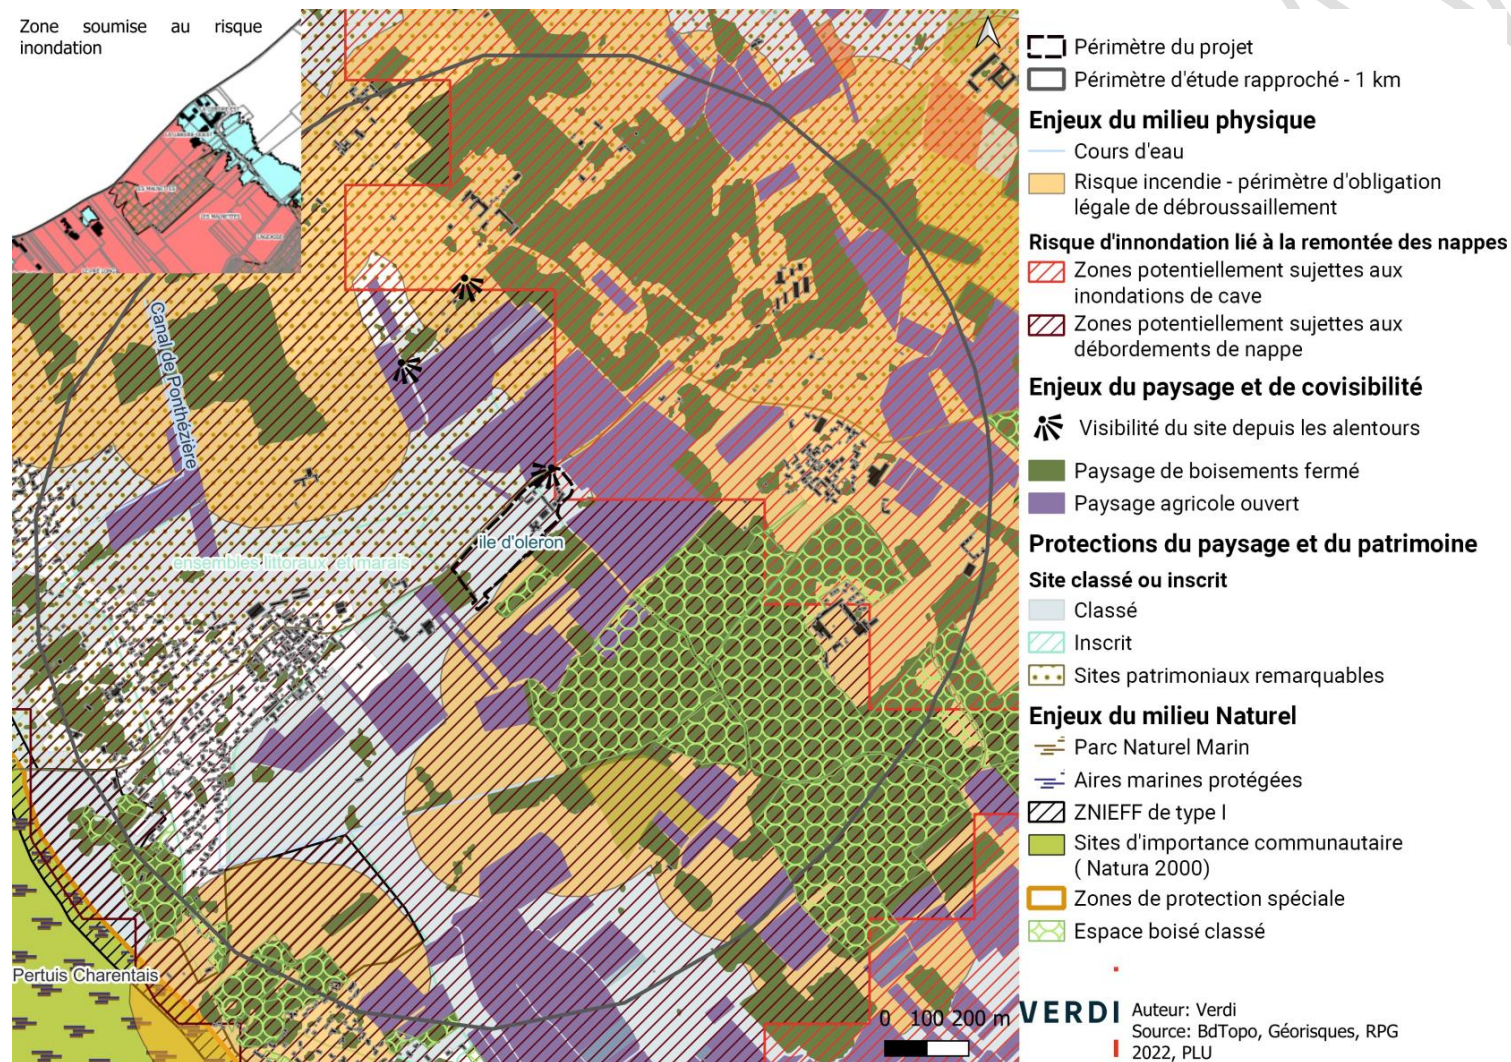 Zone soumise au risque
inondation
LES MAUNETTES
Canal de Ponthézière
ensembles littoraux et marais
ile d'oleron
Pertuis Charentais
0 100 200 m
Périmètre du projet
Périmètre d'étude rapproché - 1 km
Enjeux du milieu physique
Cours d'eau
Risque incendie - périmètre d'obligation
légale de débroussaillement
Risque d'innondation lié à la remontée des nappes
Zones potentiellement sujettes aux
inondations de cave
Zones potentiellement sujettes aux
débordements de nappe
Enjeux du paysage et de covisibilité
Visibilité du site depuis les alentours
Paysage de boisements fermé
Paysage agricole ouvert
Protections du paysage et du patrimoine
Site classé ou inscrit
Classé
Inscrit
Sites patrimoniaux remarquables
Enjeux du milieu Naturel
Parc Naturel Marin
Aires marines protégées
ZNIEFF de type I
Sites d'importance communautaire
( Natura 2000)
Zones de protection spéciale
Espace boisé classé
VERDI
Auteur: Verdi
Source: BdTopo, Géorisques, RPG
2022, PLU